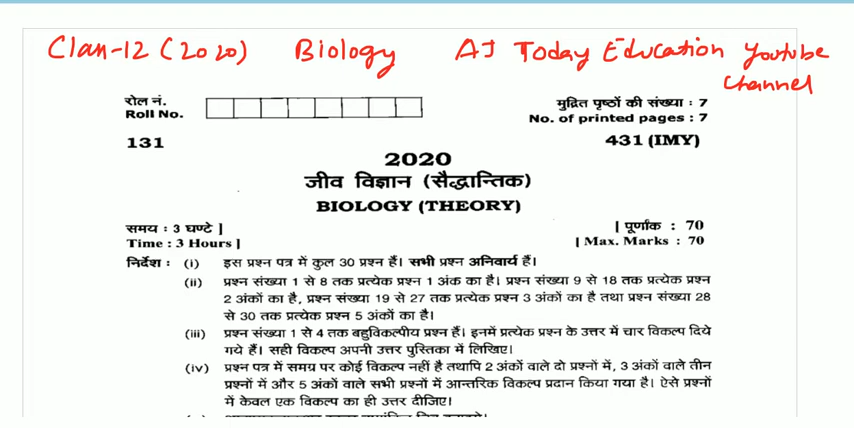 Clan-12 (2020) Biology AJ Today Education Youtube
Channel
रोल नं.
Roll No.
मुद्रित पृष्ठों की संख्या : 7
No. of printed pages : 7
131
431 (IMY)
2020
जीव विज्ञान (सैद्धान्तिक)
BIOLOGY (THEORY)
समय : 3 घण्टे ]
[ पूर्णांक : 70
Time : 3 Hours ]
[ Max. Marks : 70
निर्देश : (i) इस प्रश्न पत्र में कुल 30 प्रश्न हैं। सभी प्रश्न अनिवार्य हैं।
(ii) प्रश्न संख्या 1 से 8 तक प्रत्येक प्रश्न 1 अंक का है। प्रश्न संख्या 9 से 18 तक प्रत्येक प्रश्न
2 अंकों का है, प्रश्न संख्या 19 से 27 तक प्रत्येक प्रश्न 3 अंकों का है तथा प्रश्न संख्या 28
से 30 तक प्रत्येक प्रश्न 5 अंकों का है।
(iii) प्रश्न संख्या 1 से 4 तक बहुविकल्पीय प्रश्न हैं। इनमें प्रत्येक प्रश्न के उत्तर में चार विकल्प दिये
गये हैं। सही विकल्प अपनी उत्तर पुस्तिका में लिखिए।
(iv) प्रश्न पत्र में समग्र पर कोई विकल्प नहीं है तथापि 2 अंकों वाले दो प्रश्नों में, 3 अंकों वाले तीन
प्रश्नों में और 5 अंकों वाले सभी प्रश्नों में आन्तरिक विकल्प प्रदान किया गया है। ऐसे प्रश्नों
में केवल एक विकल्प का ही उत्तर दीजिए।